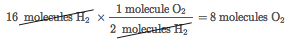 16 molecules H₂ × 1 molecule O₂ / 2 molecules H₂ = 8 molecules O₂